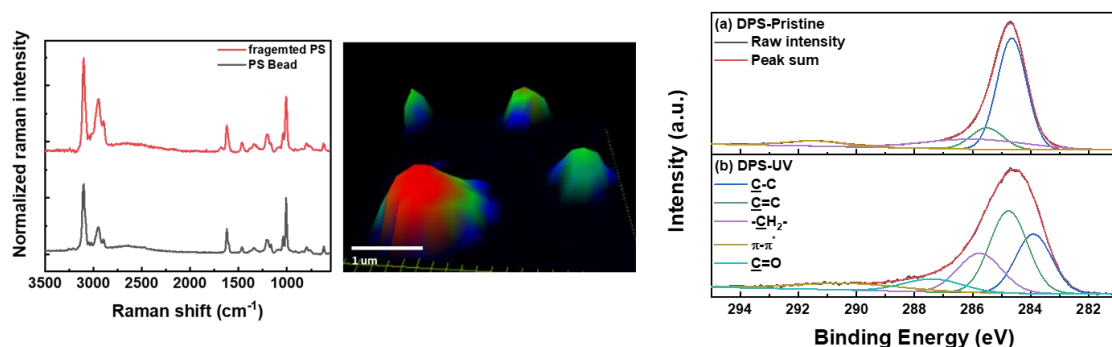 fragemted PS
PS Bead
Normalized raman intensity
3500 3000 2500 2000 1500 1000
Raman shift (cm⁻¹)
1 um
(a) DPS-Pristine
Raw intensity
Peak sum
(b) DPS-UV
C-C
C=C
-CH₂-
π-π*
C=O
Intensity (a.u.)
294 292 290 288 286 284 282
Binding Energy (eV)